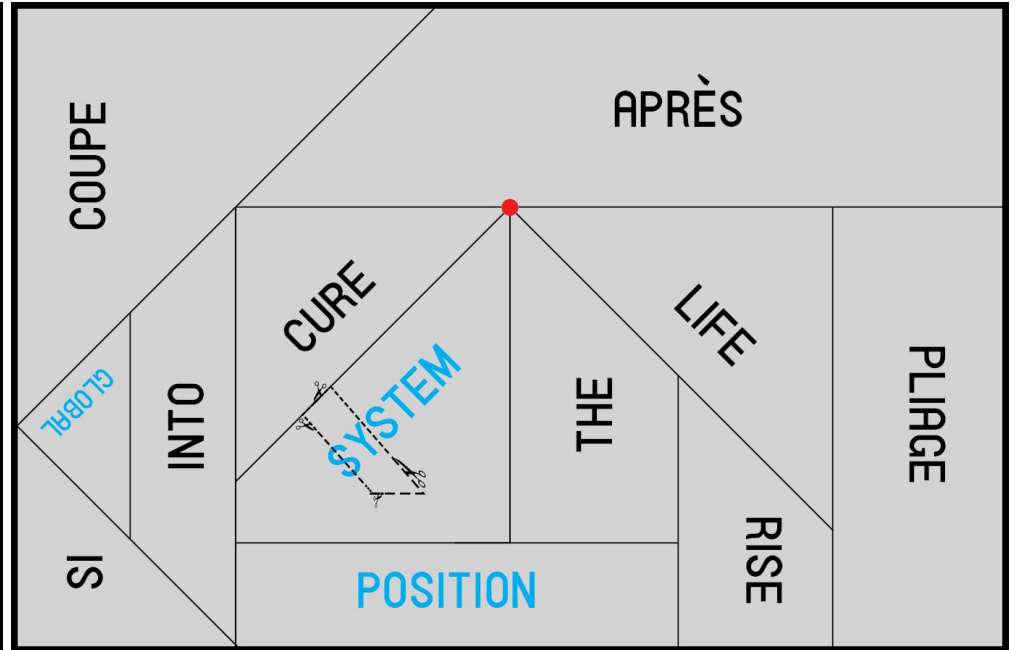 COUPE
APRÈS
CURE
LIFE
GLOBAL
INTO
SYSTEM
THE
PLIAGE
SI
POSITION
RISE